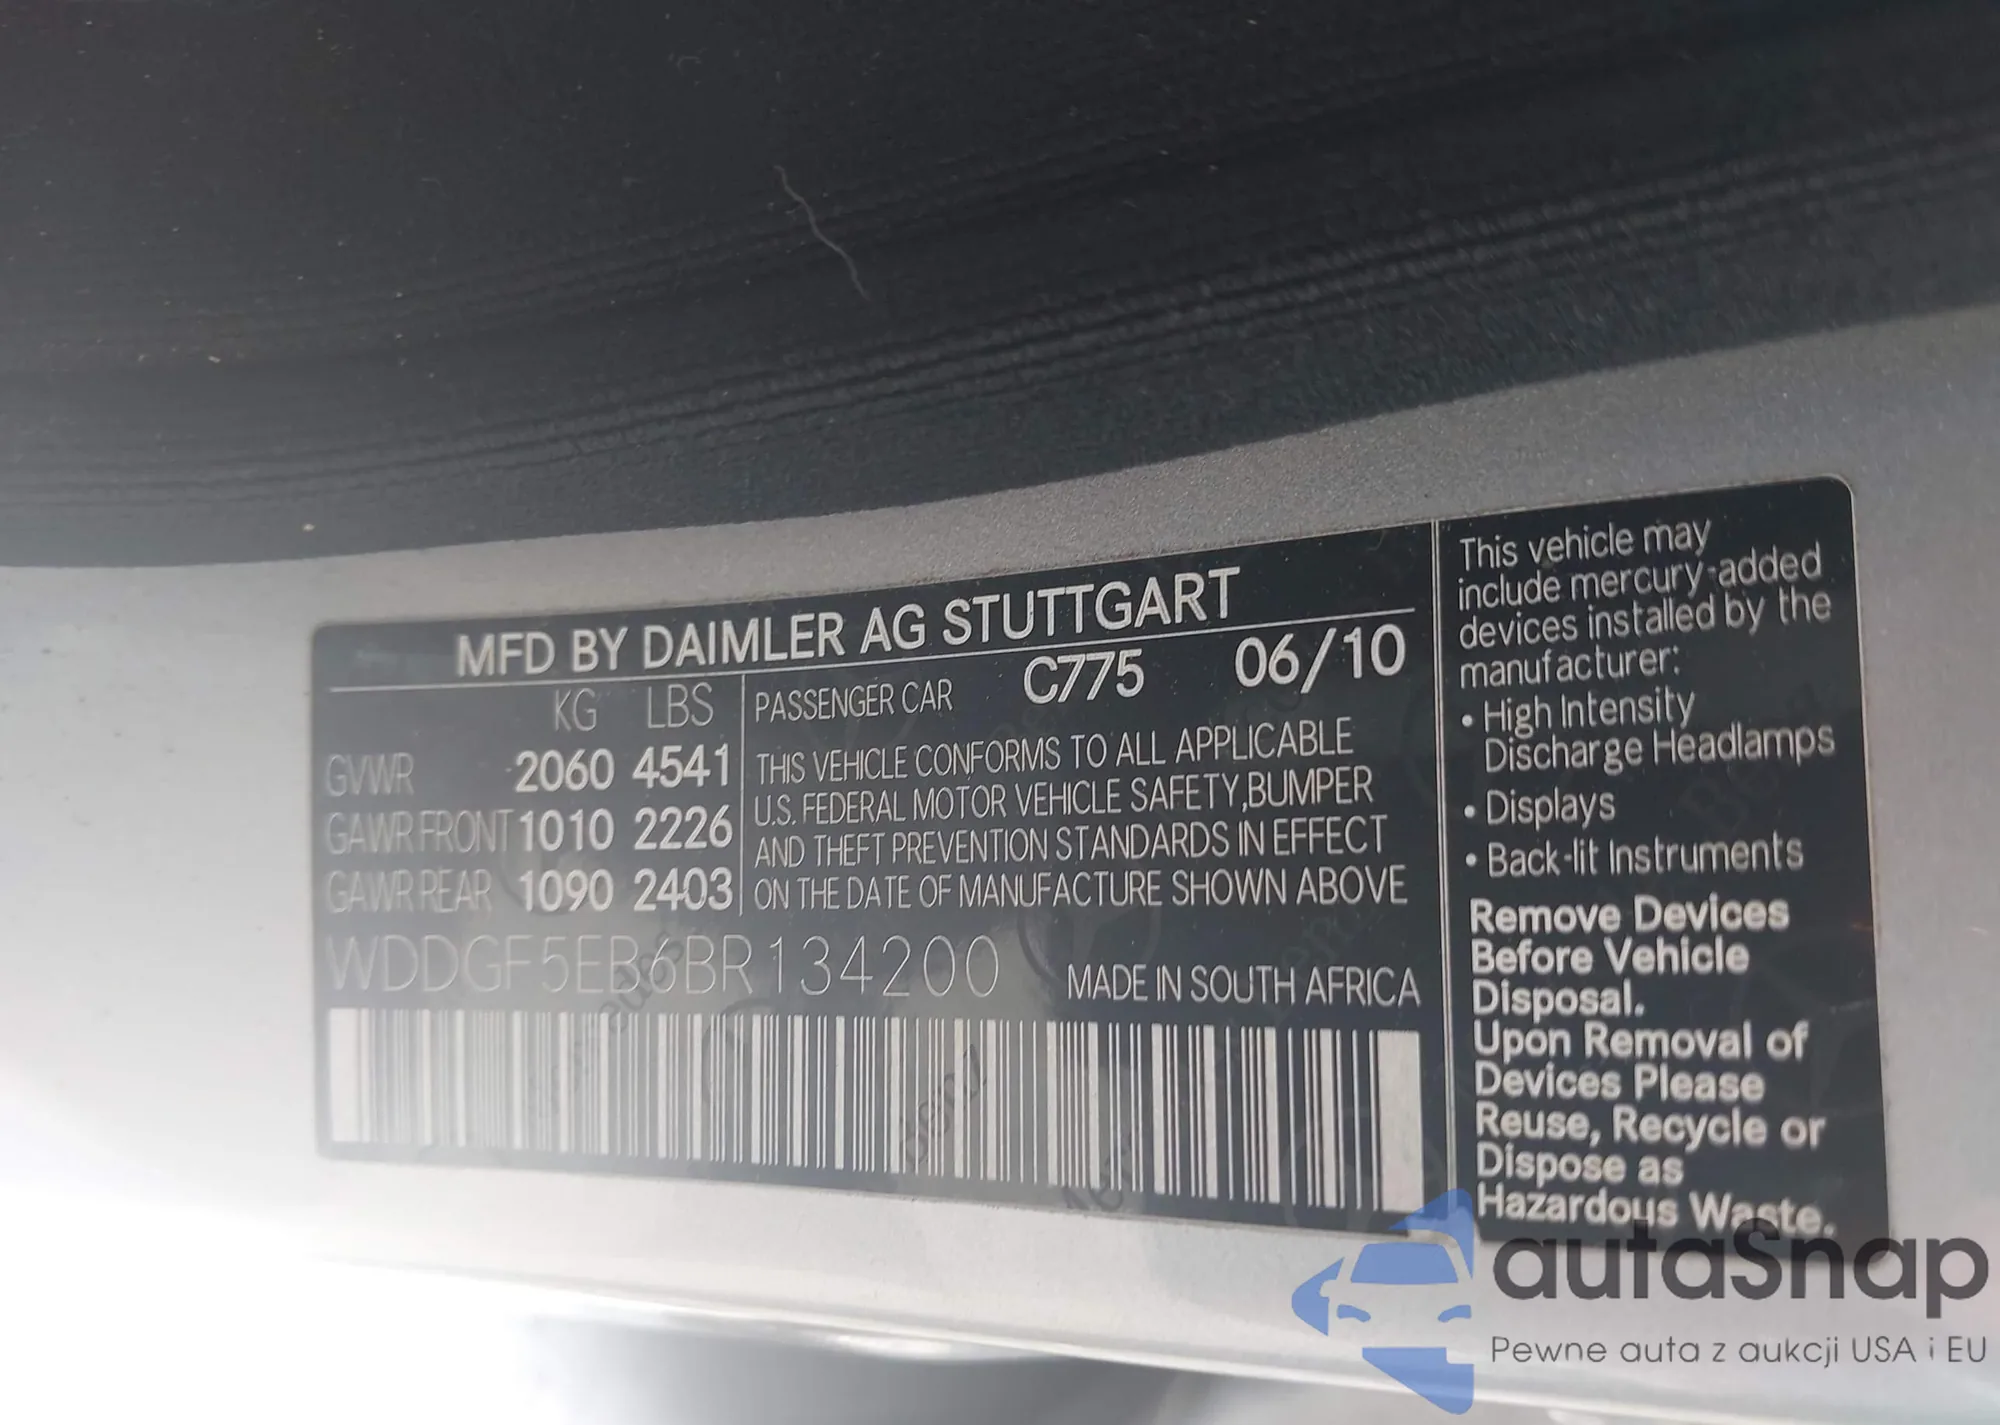 MFD BY DAIMLER AG STUTTGART
KG LBS
GVWR 2060 4541
GAWR FRONT 1010 2226
GAWR REAR 1090 2403
PASSENGER CAR C775 06/10
THIS VEHICLE CONFORMS TO ALL APPLICABLE
U.S. FEDERAL MOTOR VEHICLE SAFETY,BUMPER
AND THEFT PREVENTION STANDARDS IN EFFECT
ON THE DATE OF MANUFACTURE SHOWN ABOVE
WDDGF5EB6BR134200
MADE IN SOUTH AFRICA
This vehicle may
include mercury-added
devices installed by the
manufacturer:
• High Intensity
Discharge Headlamps
• Displays
• Back-lit Instruments
Remove Devices
Before Vehicle
Disposal.
Upon Removal of
Devices Please
Reuse, Recycle or
Dispose as
Hazardous Waste.
autaSnap
Pewne auta z aukcji USA i EU